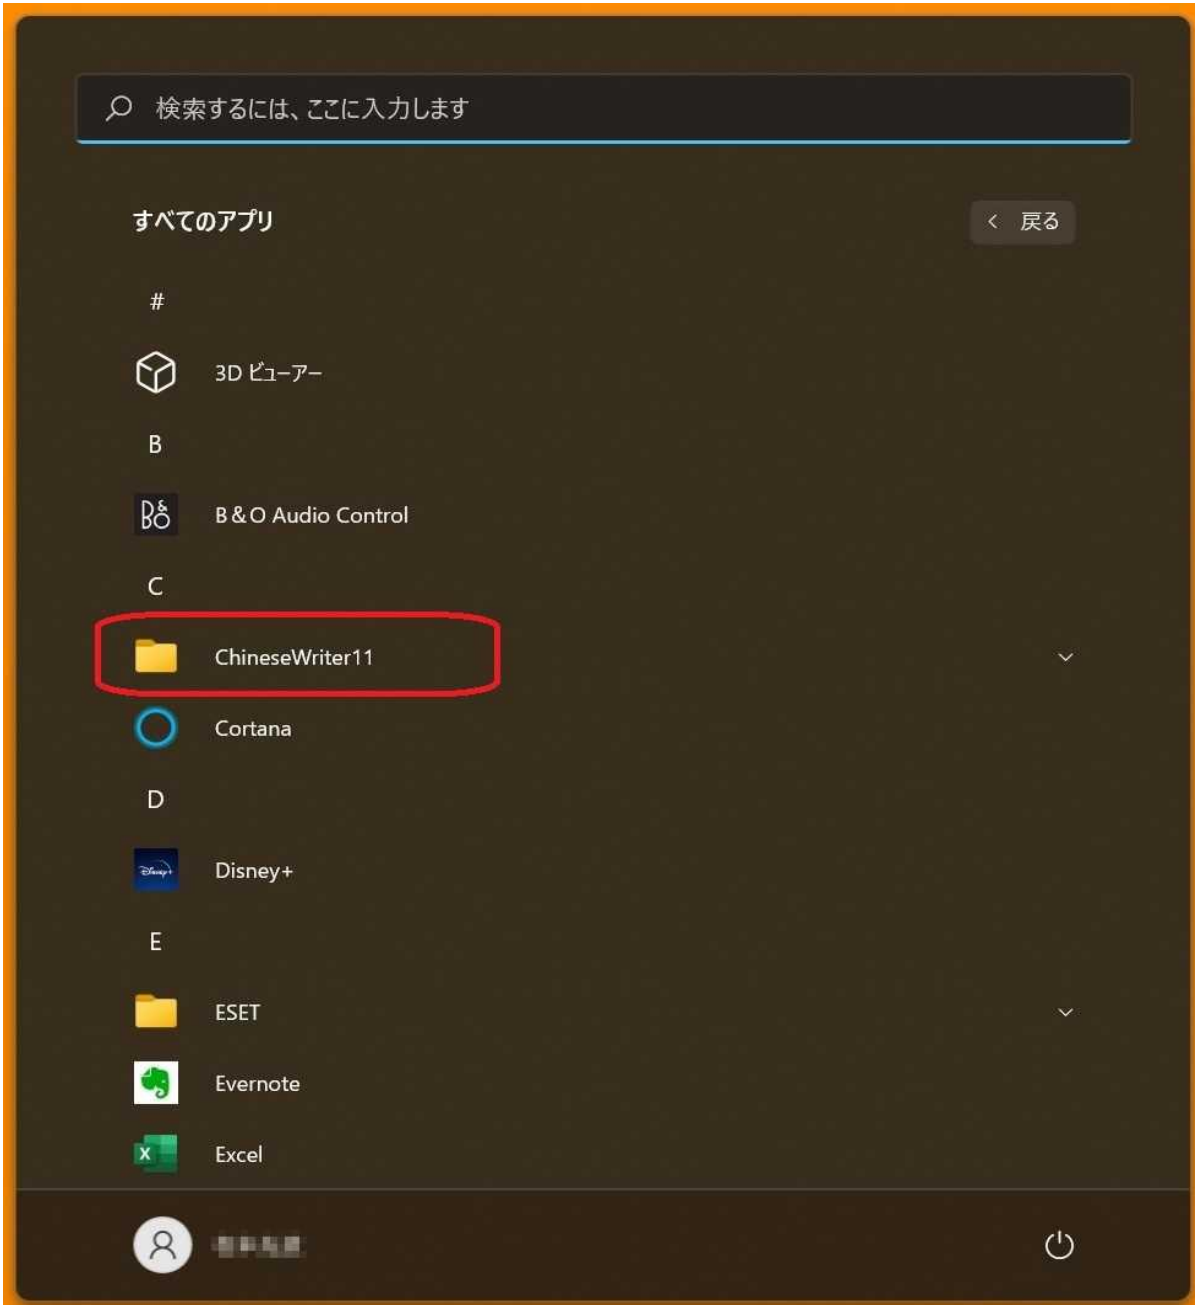 検索するには、ここに入力します
すべてのアプリ
戻る
#
3D ビューアー
B
B&O
B&O Audio Control
C
ChineseWriter11
Cortana
D
Disney+
Disney+
E
ESET
Evernote
X
Excel